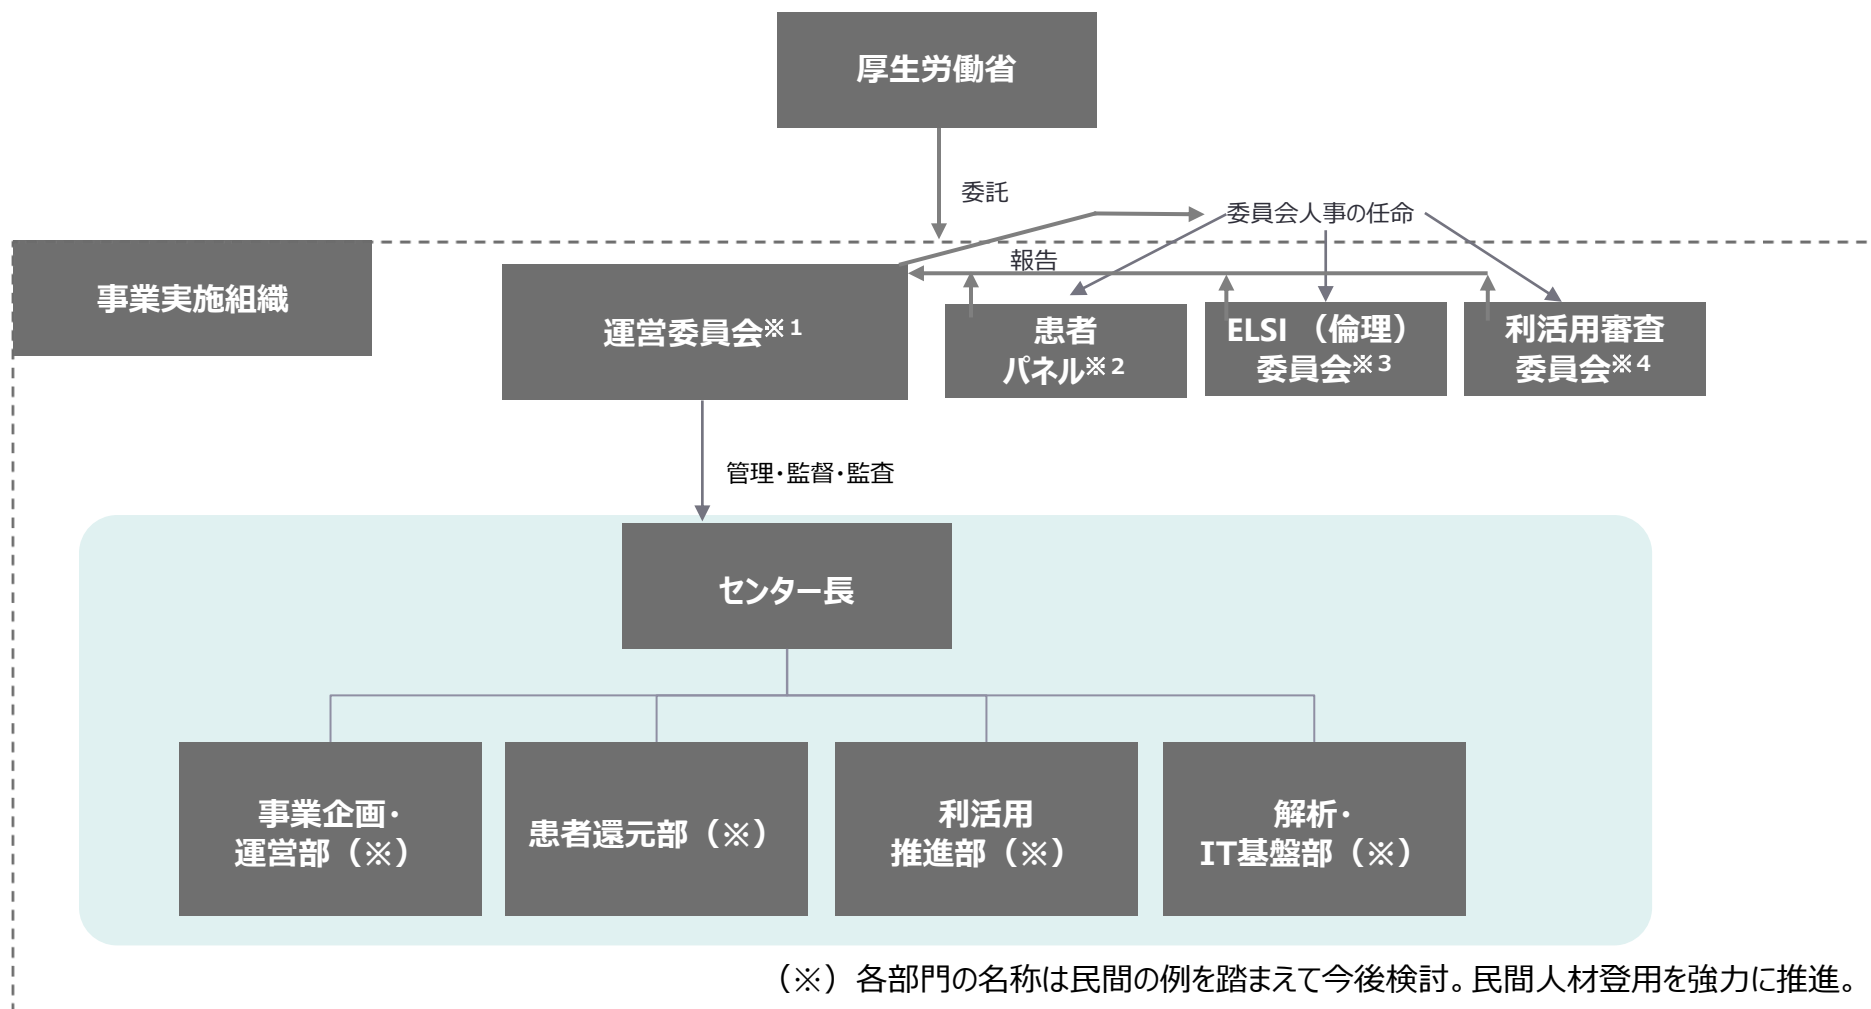 厚生労働省
委託
委員会人事の任命
事業実施組織
報告
運営委員会※1
患者
パネル※2
ELSI（倫理）
委員会※3
利活用審査
委員会※4
管理・監督・監査
センター長
事業企画・
運営部（※）
患者還元部（※）
利活用
推進部（※）
解析・
IT基盤部（※）
（※）各部門の名称は民間の例を踏まえて今後検討。民間人材登用を強力に推進。